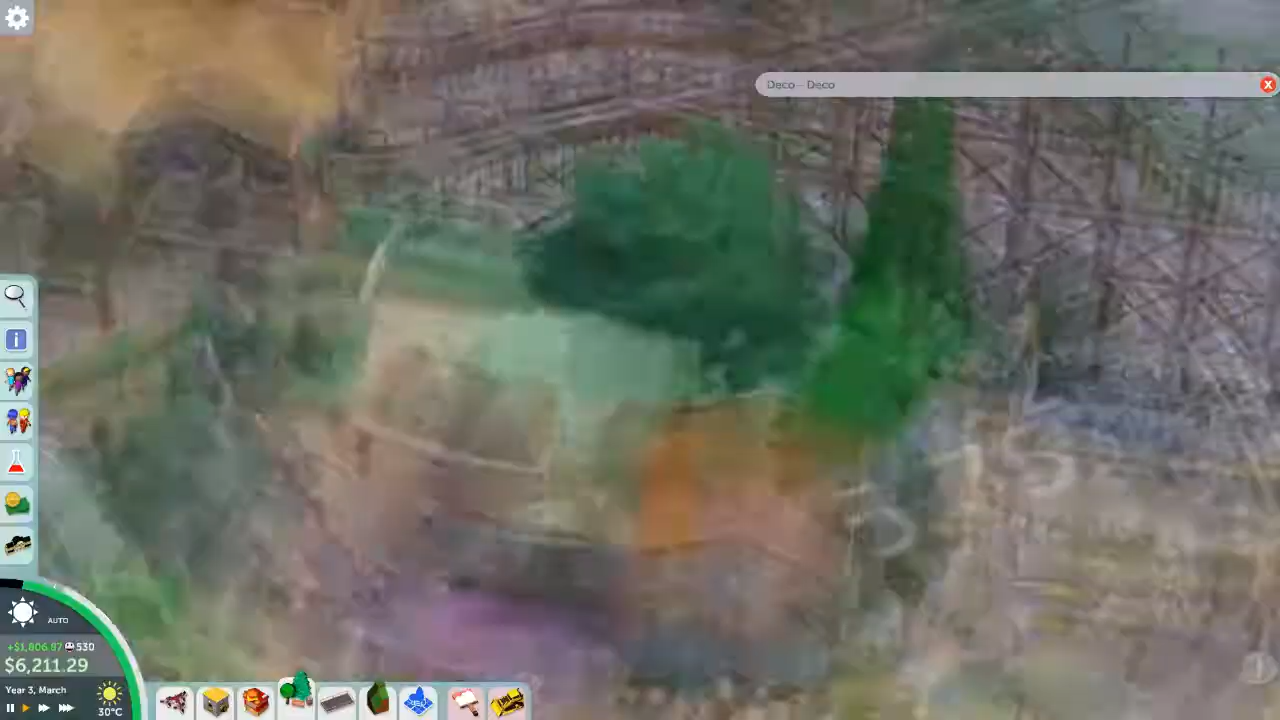 Deco - Deco
AUTO
+$1,806.87 530
$6,211.29
Year 3, March
30°C